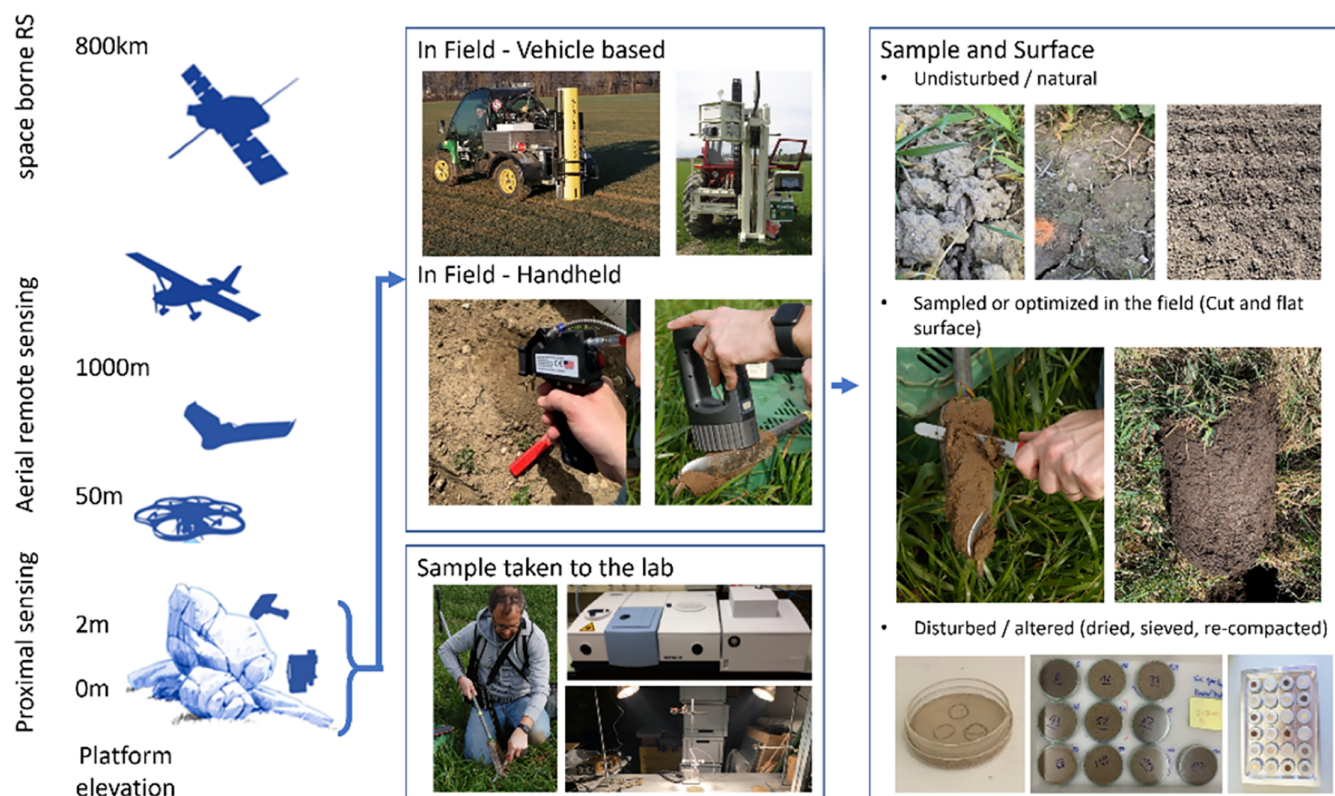 space borne RS
800km
Aerial remote sensing
1000m
50m
Proximal sensing
2m
0m
Platform
elevation
In Field - Vehicle based
In Field - Handheld
Sample taken to the lab
Sample and Surface
• Undisturbed / natural
• Sampled or optimized in the field (Cut and flat
surface)
• Disturbed / altered (dried, sieved, re-compacted)